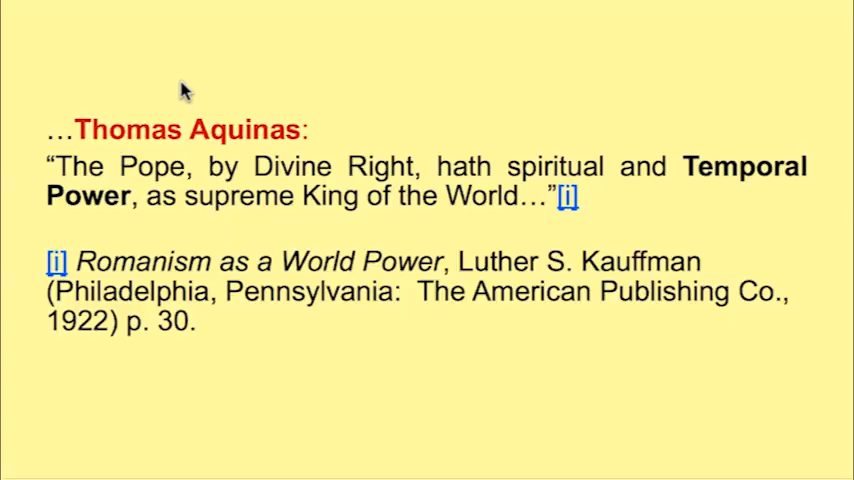 …Thomas Aquinas:
“The Pope, by Divine Right, hath spiritual and Temporal
Power, as supreme King of the World…”[i]
[i] Romanism as a World Power, Luther S. Kauffman
(Philadelphia, Pennsylvania: The American Publishing Co.,
1922) p. 30.